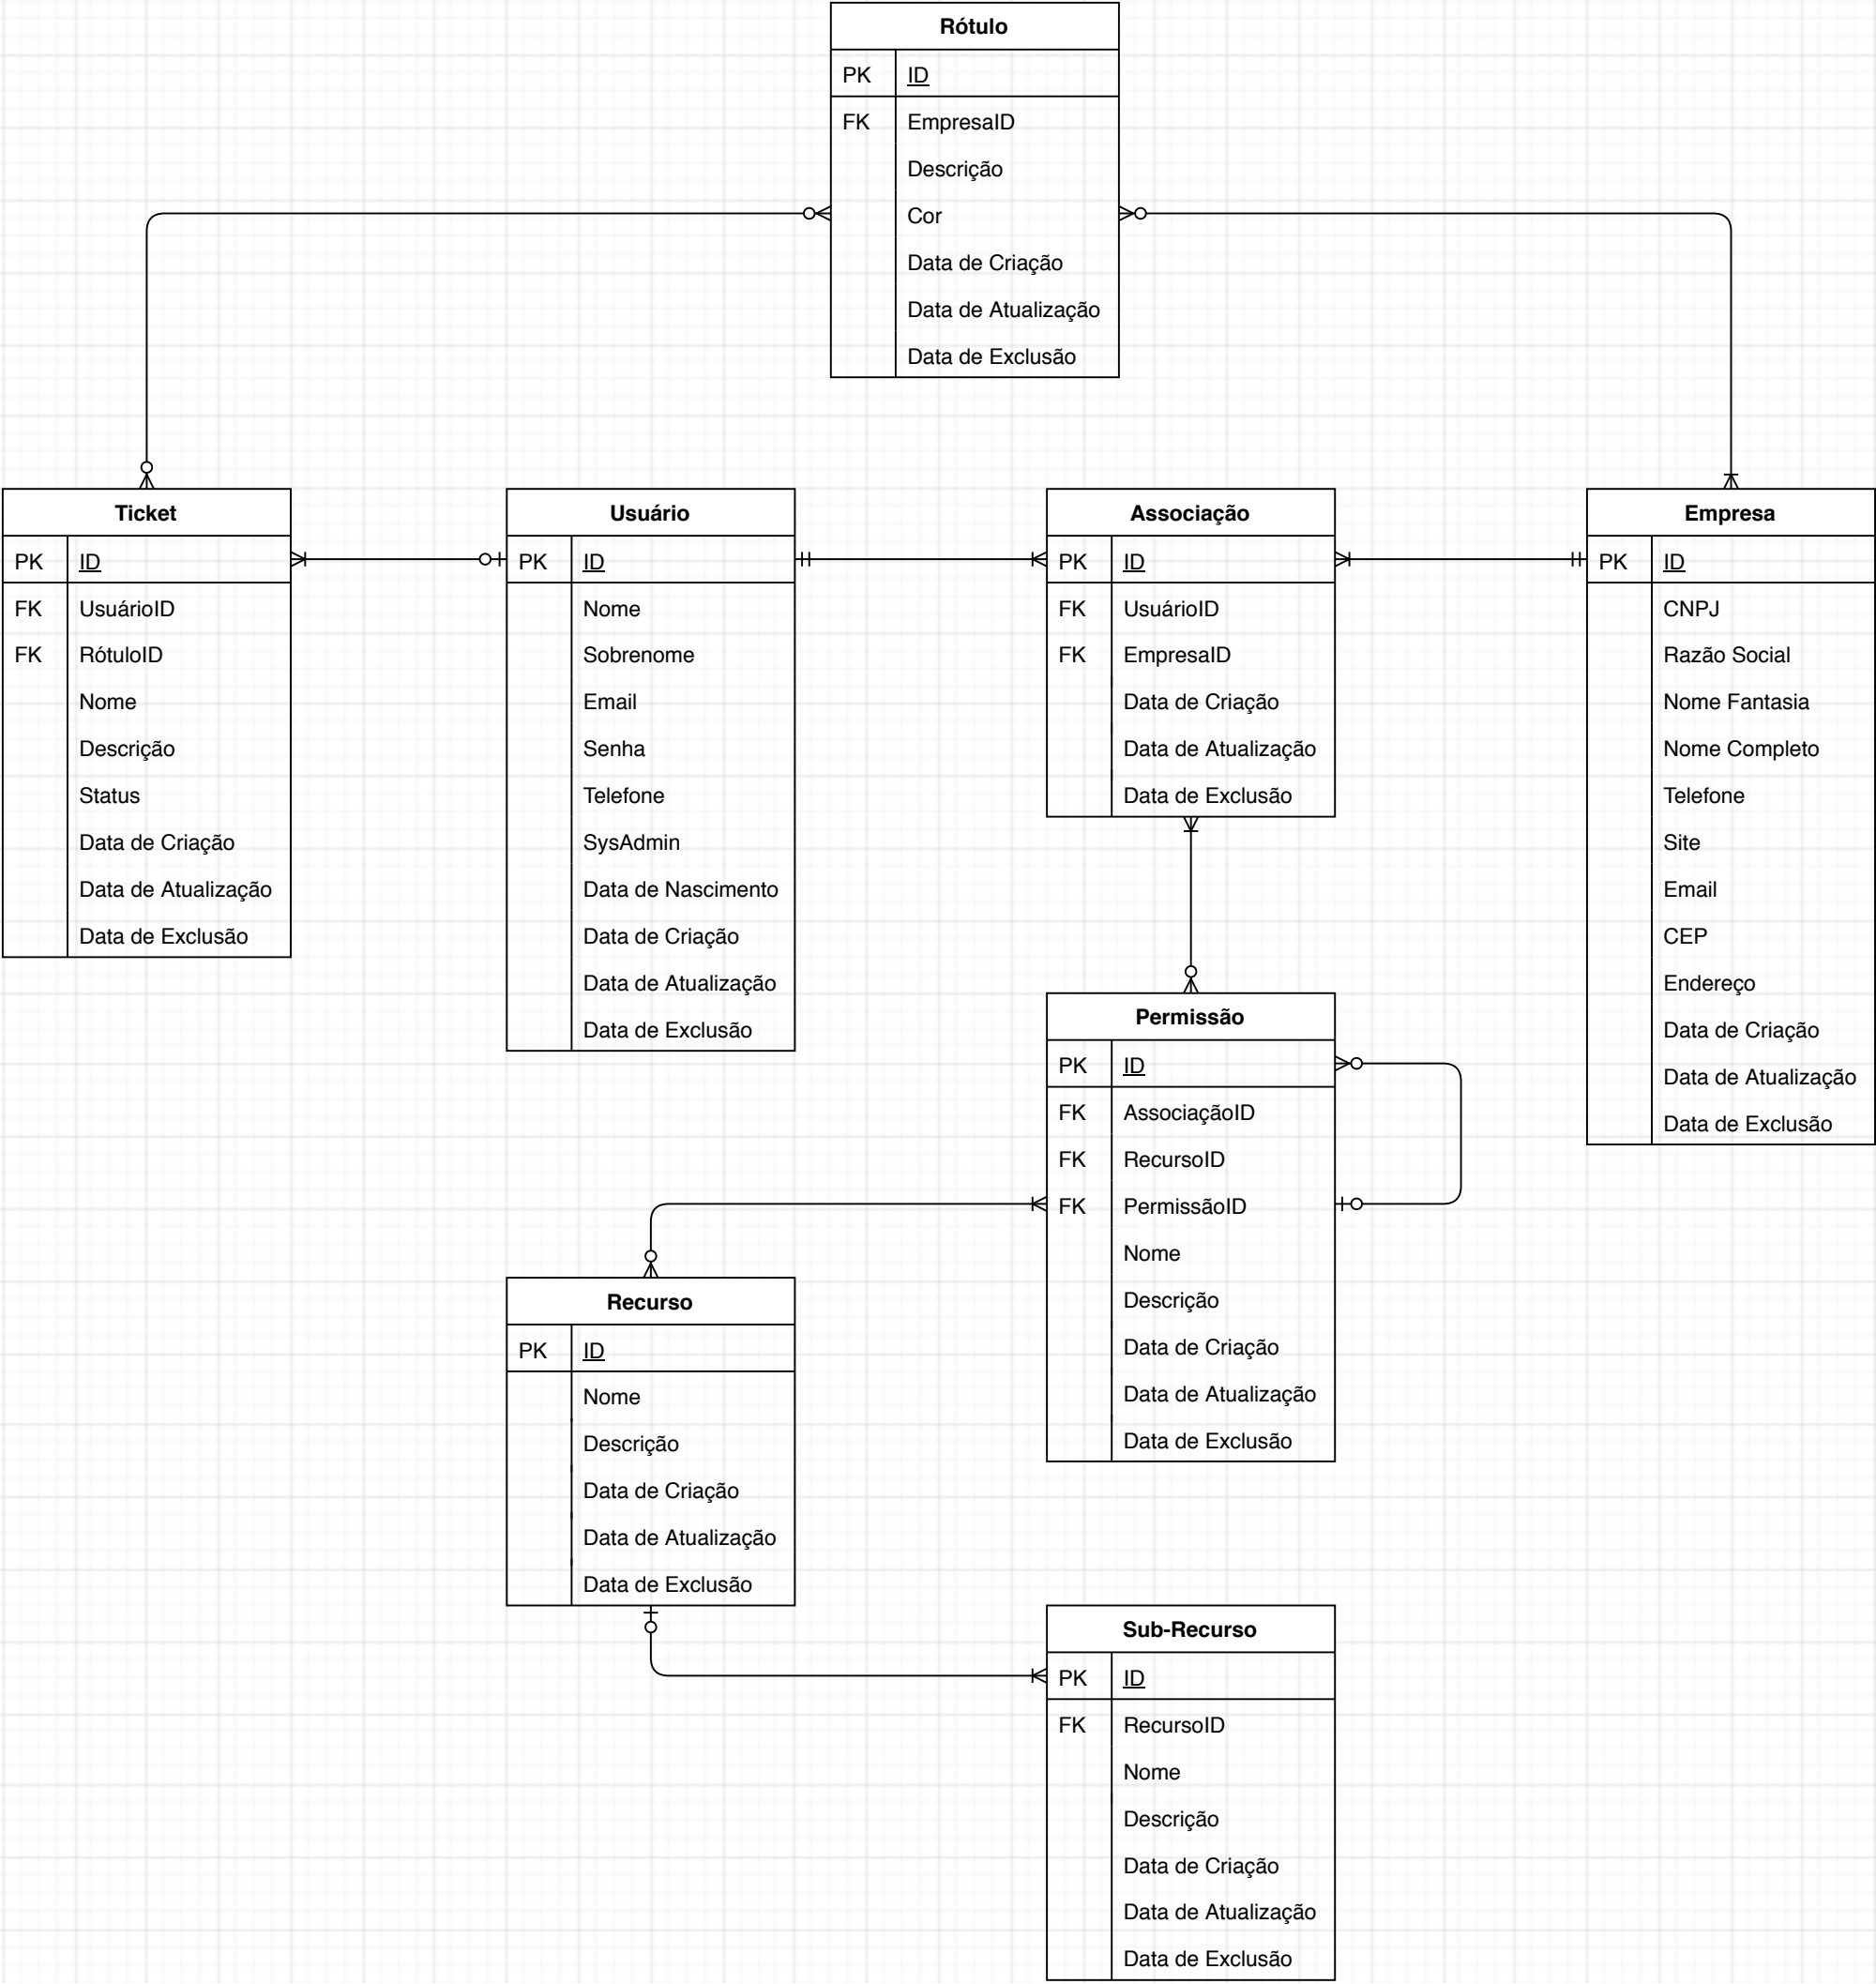 Rótulo
PK ID
FK EmpresaID
Descrição
Cor
Data de Criação
Data de Atualização
Data de Exclusão
Ticket
PK ID
FK UsuárioID
FK RótuloID
Nome
Descrição
Status
Data de Criação
Data de Atualização
Data de Exclusão
Usuário
PK ID
Nome
Sobrenome
Email
Senha
Telefone
SysAdmin
Data de Nascimento
Data de Criação
Data de Atualização
Data de Exclusão
Associação
PK ID
FK UsuárioID
FK EmpresaID
Data de Criação
Data de Atualização
Data de Exclusão
Empresa
PK ID
CNPJ
Razão Social
Nome Fantasia
Nome Completo
Telefone
Site
Email
CEP
Endereço
Data de Criação
Data de Atualização
Data de Exclusão
Permissão
PK ID
FK AssociaçãoID
FK RecursoID
FK PermissãoID
Nome
Descrição
Data de Criação
Data de Atualização
Data de Exclusão
Recurso
PK ID
Nome
Descrição
Data de Criação
Data de Atualização
Data de Exclusão
Sub-Recurso
PK ID
FK RecursoID
Nome
Descrição
Data de Criação
Data de Atualização
Data de Exclusão